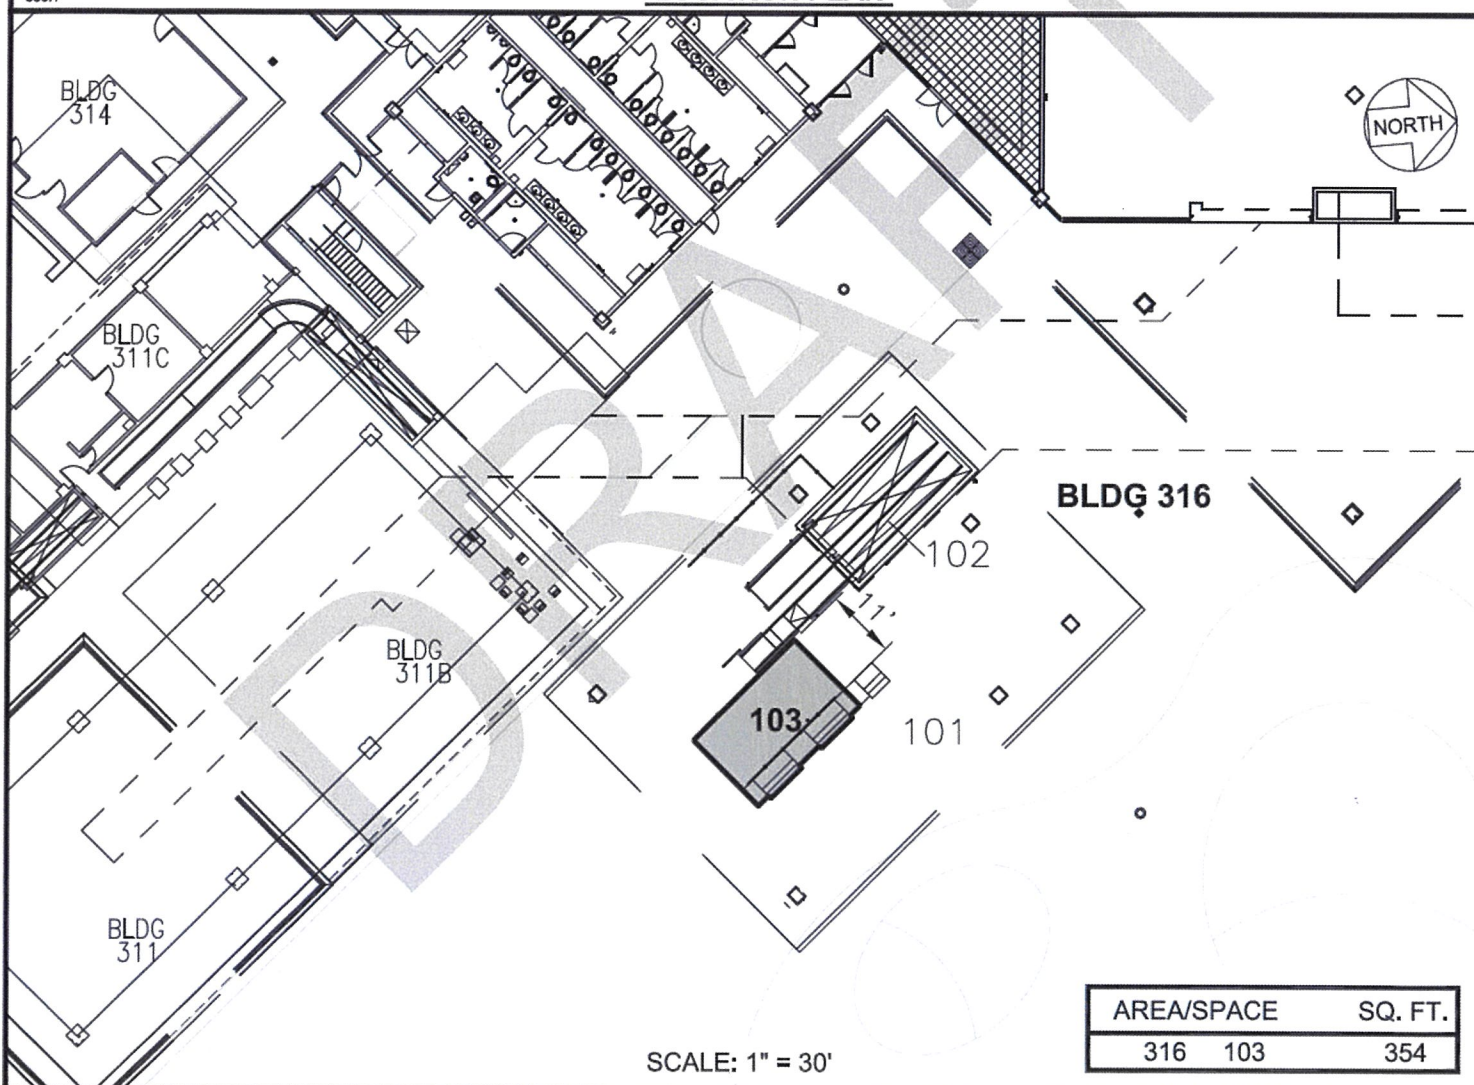 BLDG
314
NORTH
BLDG
311C
BLDG 316
102
11'
BLDG
311B
103
101
BLDG
311
DRAFT
AREA/SPACE SQ. FT.
316 103 354
SCALE: 1" = 30'